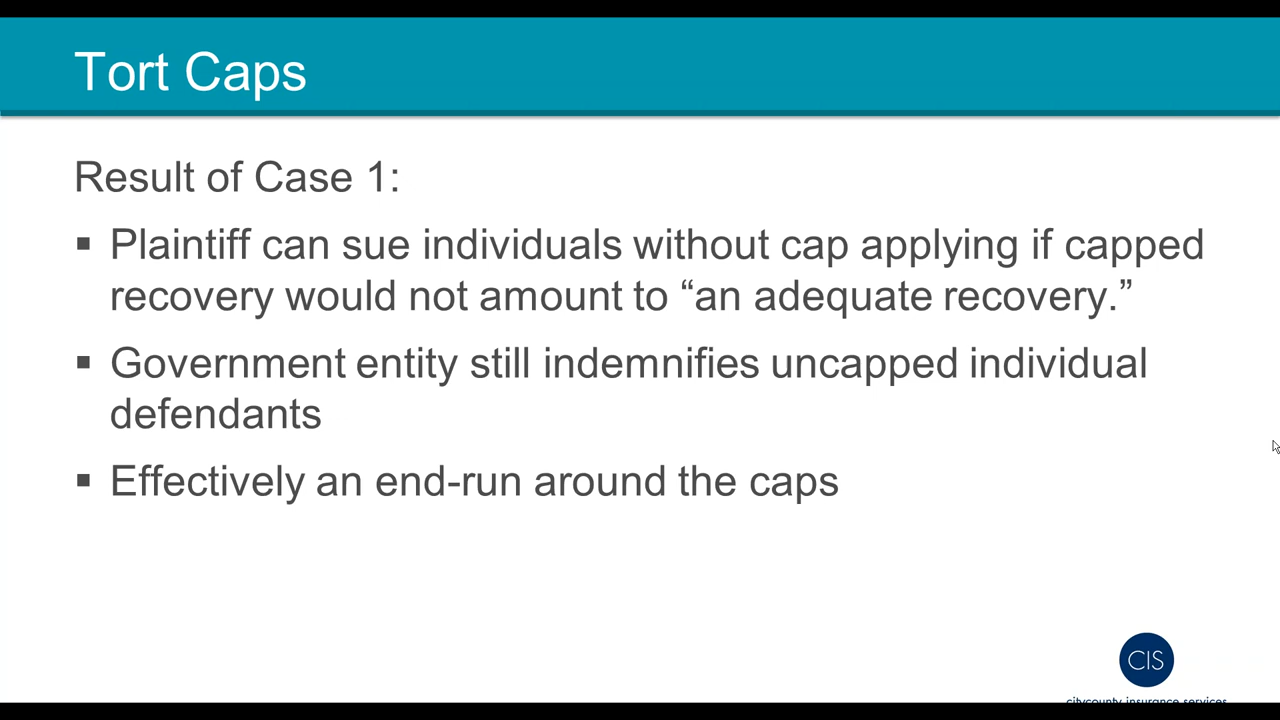 Tort Caps
Result of Case 1:
▪ Plaintiff can sue individuals without cap applying if capped
recovery would not amount to “an adequate recovery.”
▪ Government entity still indemnifies uncapped individual
defendants
▪ Effectively an end-run around the caps
CIS
citycounty insurance services